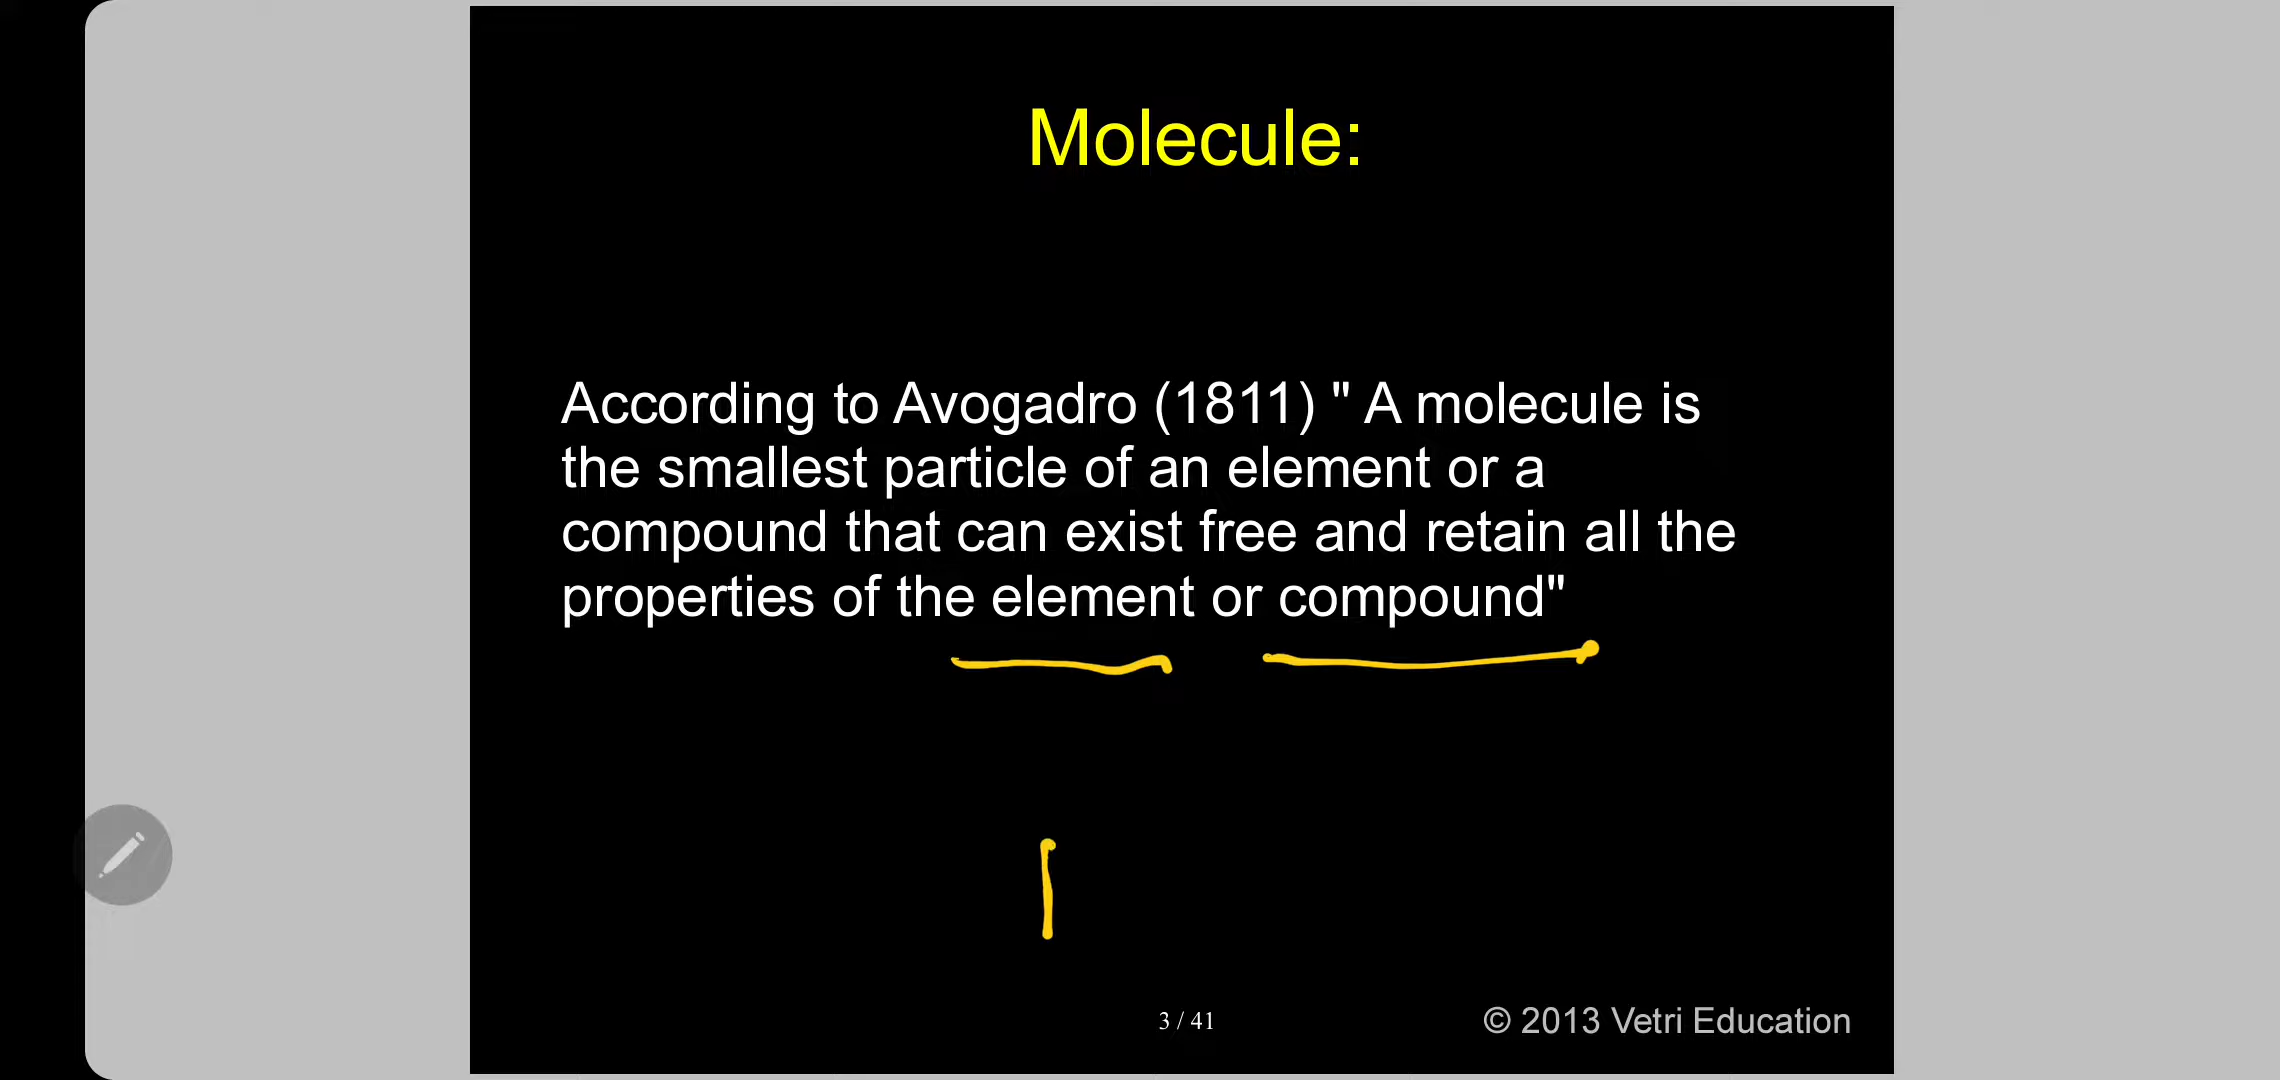 Molecule:
According to Avogadro (1811) " A molecule is
the smallest particle of an element or a
compound that can exist free and retain all the
properties of the element or compound"
3 / 41
© 2013 Vetri Education